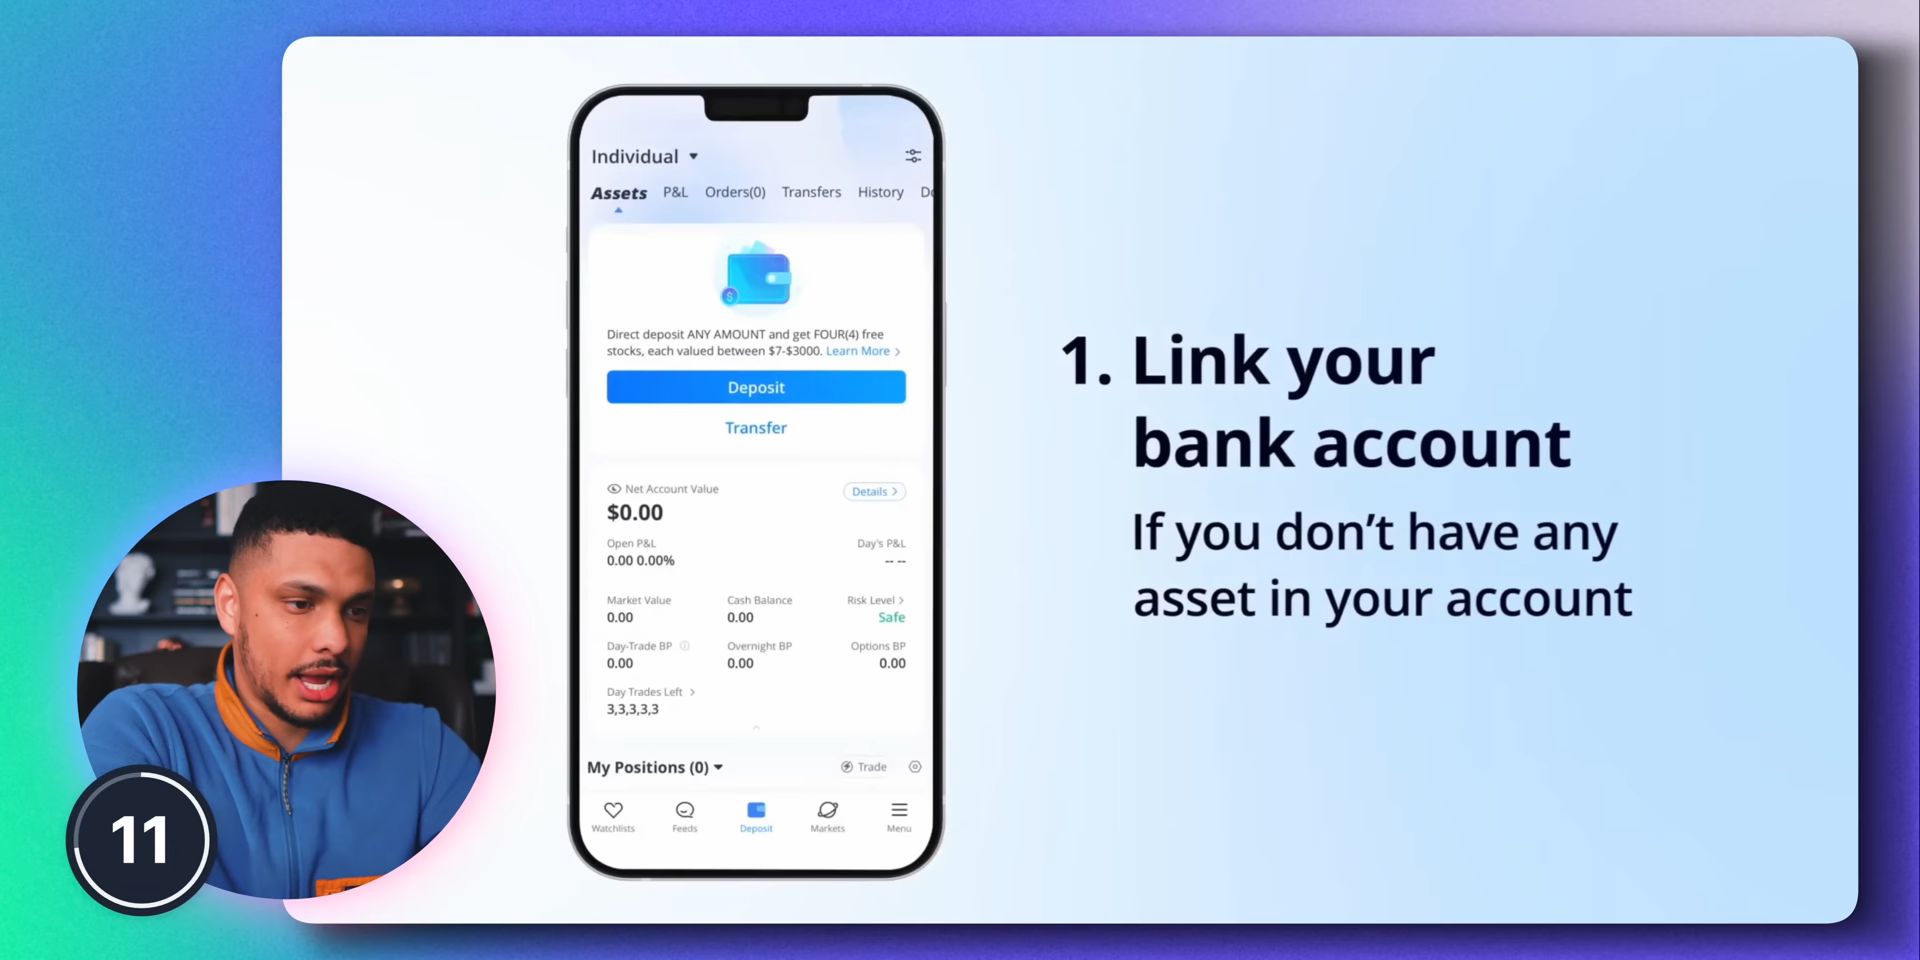 Individual
Assets P&L Orders(0) Transfers History Do
Direct deposit ANY AMOUNT and get FOUR(4) free
stocks, each valued between $7-$3000. Learn More >
Deposit
Transfer
Net Account Value Details >
$0.00
Open P&L Day's P&L
0.00 0.00% -- --
Market Value Cash Balance Risk Level >
0.00 0.00 Safe
Day-Trade BP Overnight BP Options BP
0.00 0.00 0.00
Day Trades Left >
3,3,3,3,3
My Positions (0) Trade
Watchlists Feeds Deposit Markets Menu
1. Link your
bank account
If you don’t have any
asset in your account
11